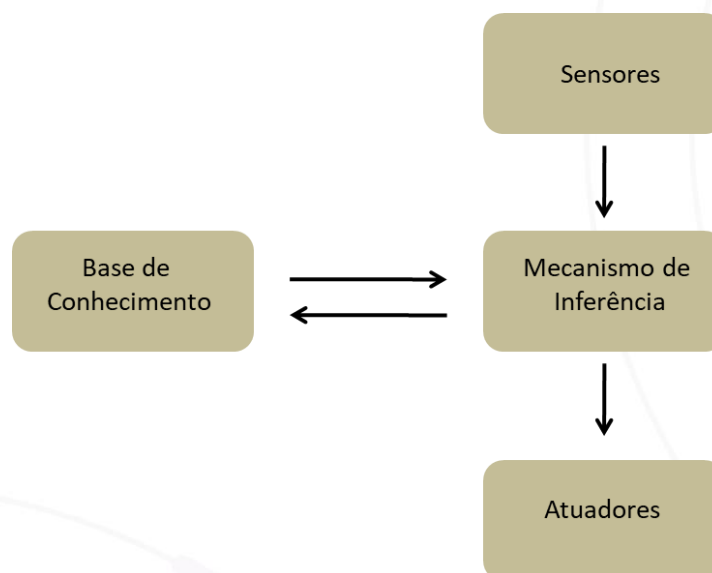 Sensores
Base de
Conhecimento
Mecanismo de
Inferência
Atuadores